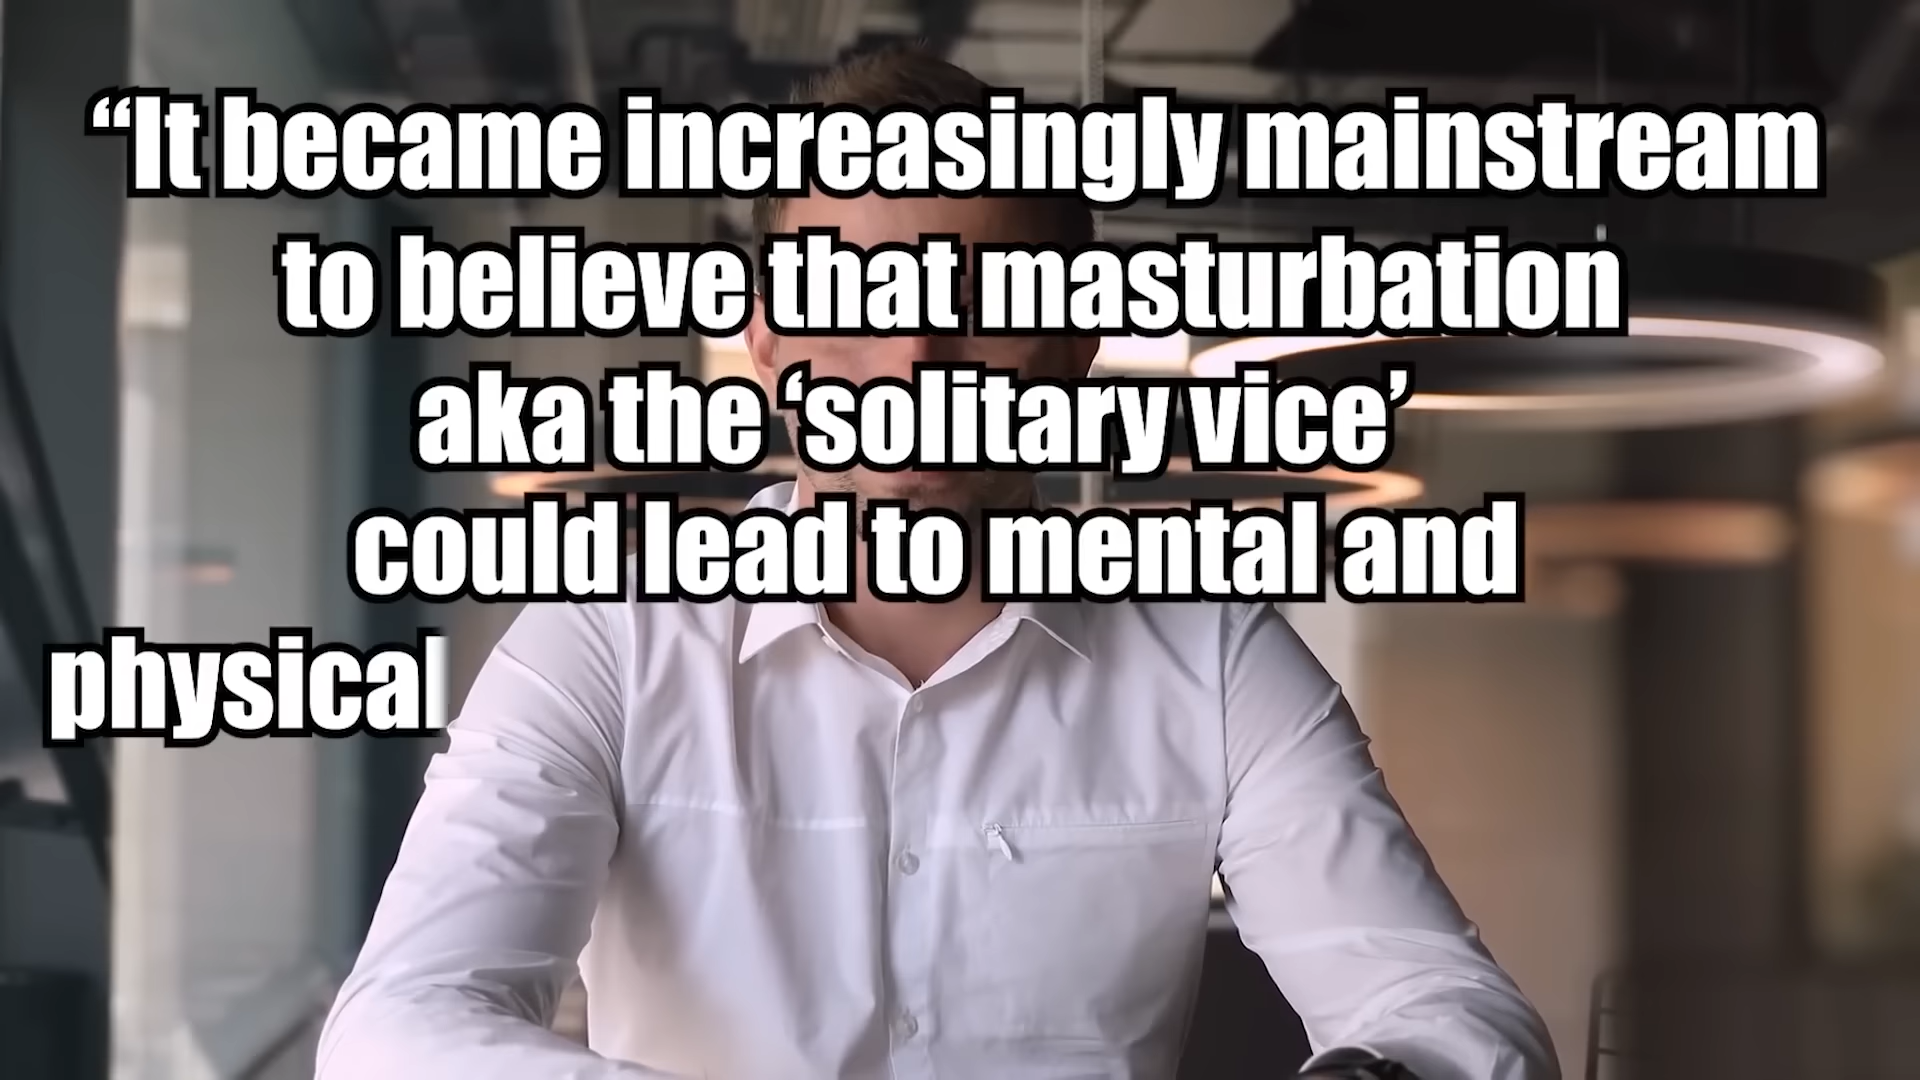 “It became increasingly mainstream
to believe that masturbation
aka the ‘solitary vice’
could lead to mental and
physical